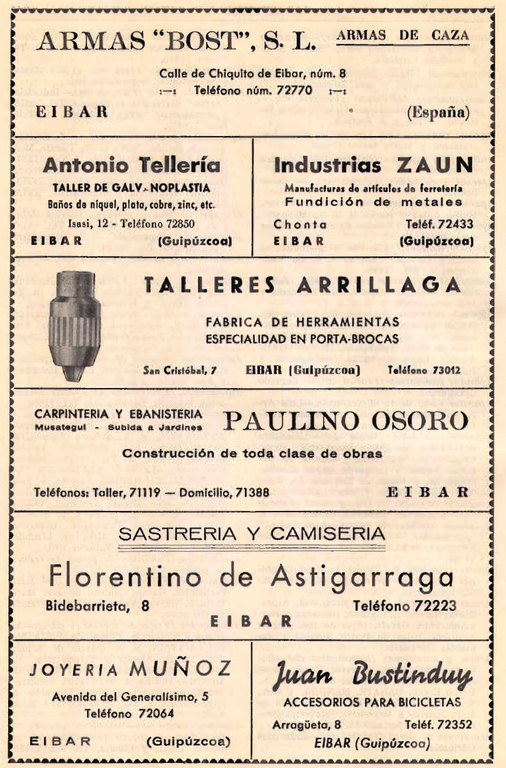 ARMAS "BOST", S. L. ARMAS DE CAZA
Calle de Chiquito de Eibar, núm. 8
:—: Teléfono núm. 72770 :—:
EIBAR (España)
Antonio Tellería
TALLER DE GALV-NOPLASTIA
Baños de niquel, plata, cobre, zinc, etc.
Isasi, 12 - Teléfono 72850
EIBAR (Guipúzcoa)
Industrias ZAUN
Manufacturas de artículos de ferretería
Fundición de metales
Chonta Teléf. 72433
EIBAR (Guipúzcoa)
TALLERES ARRILLAGA
FABRICA DE HERRAMIENTAS
ESPECIALIDAD EN PORTA-BROCAS
San Cristóbal, 7 EIBAR (Guipúzcoa) Teléfono 73012
CARPINTERIA Y EBANISTERIA
Musategui - Subida a Jardines
PAULINO OSORO
Construcción de toda clase de obras
Teléfonos: Taller, 71119 — Domicilio, 71388 EIBAR
SASTRERIA Y CAMISERIA
Florentino de Astigarraga
Bidebarrieta, 8 Teléfono 72223
EIBAR
JOYERIA MUÑOZ
Avenida del Generalísimo, 5
Teléfono 72064
EIBAR (Guipúzcoa)
Juan Bustinduy
ACCESORIOS PARA BICICLETAS
Arragüeta, 8 Teléf. 72352
EIBAR (Guipúzcoa)